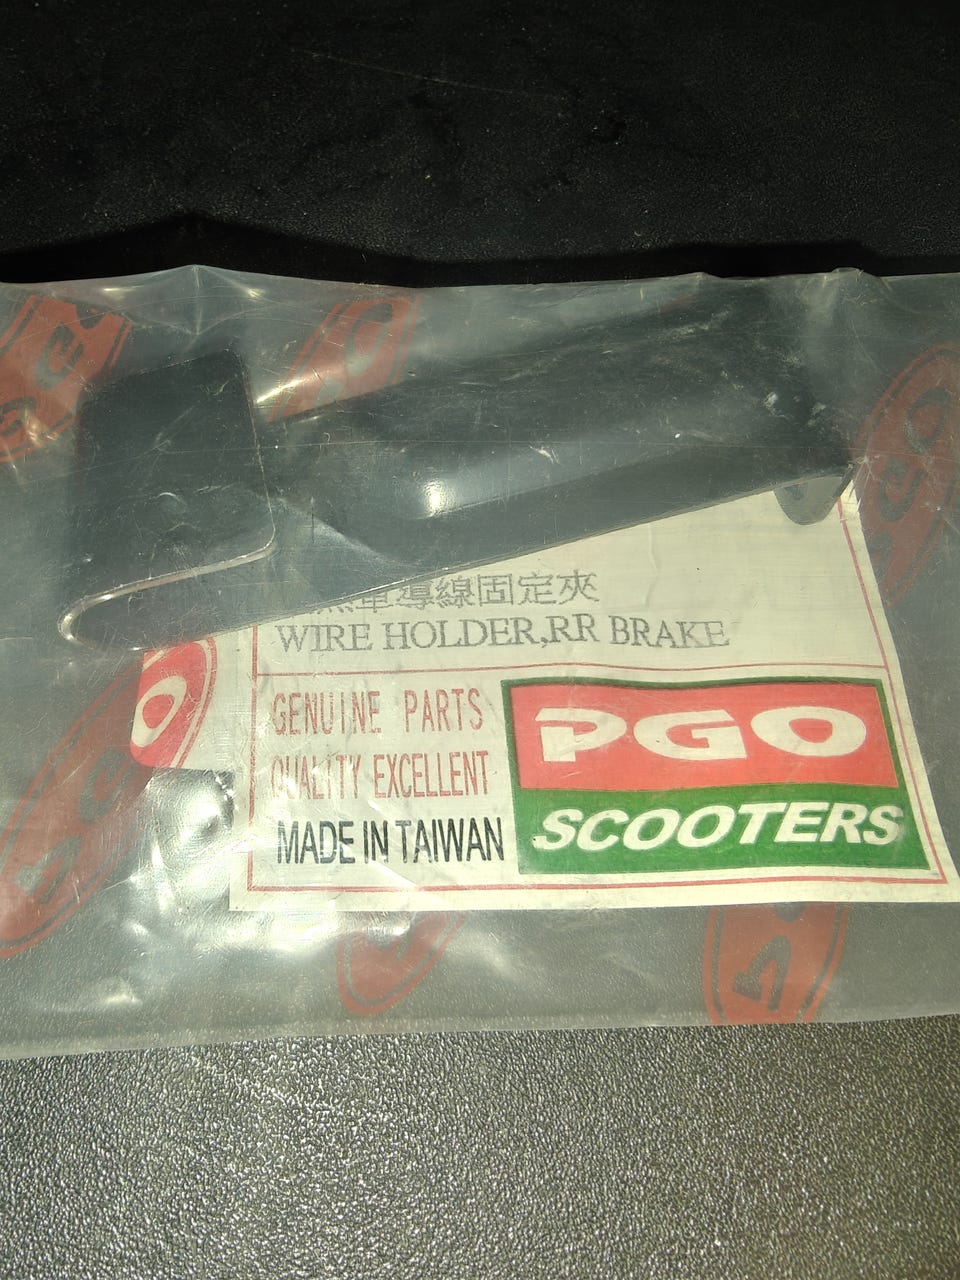 車導線固定夾
WIRE HOLDER,RR BRAKE
GENUINE PARTS
QUALITY EXCELLENT
MADE IN TAIWAN
PGO
SCOOTERS